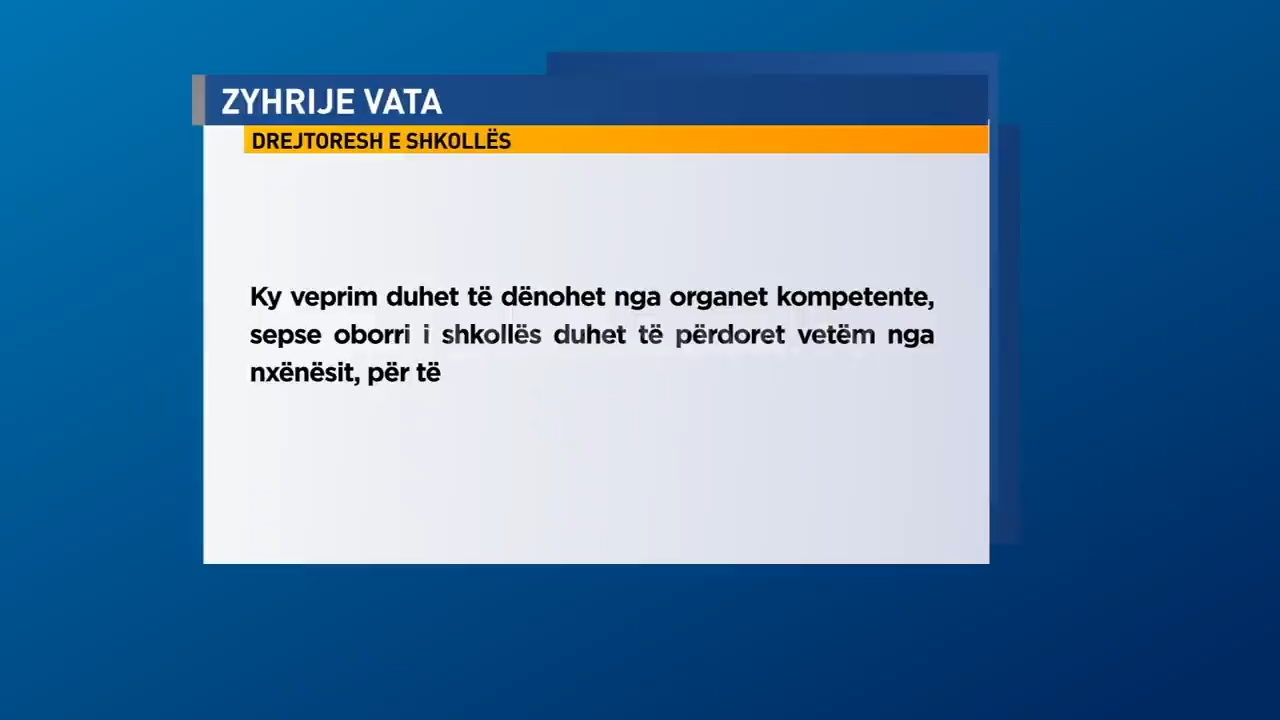 ZYHRIJE VATA
DREJTORESH E SHKOLLËS
Ky veprim duhet të dënohet nga organet kompetente,
sepse oborri i shkollës duhet të përdoret vetëm nga
nxënësit, për të